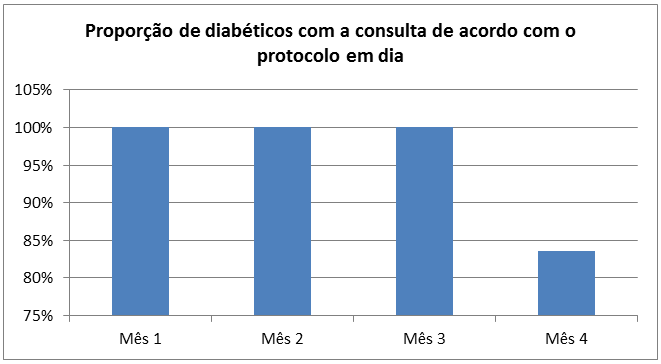 Proporção de diabéticos com a consulta de acordo com o
protocolo em dia
105%
100%
95%
90%
85%
80%
75%
Mês 1 Mês 2 Mês 3 Mês 4